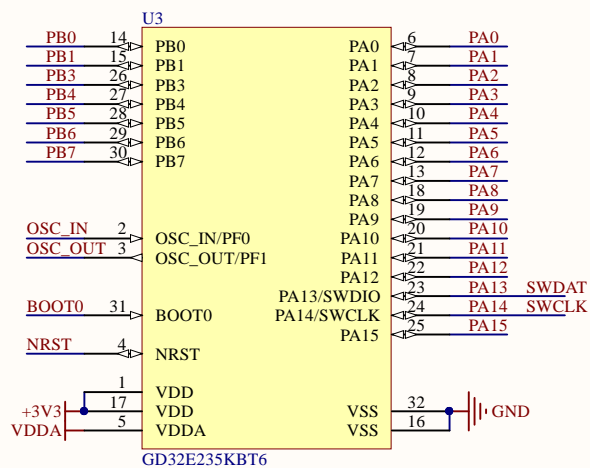 U3
PB0 14 PB0 PA0 6 PA0
PB1 15 PB1 PA1 7 PA1
PB3 26 PB3 PA2 8 PA2
PB4 27 PB4 PA3 9 PA3
PB5 28 PB5 PA4 10 PA4
PB6 29 PB6 PA5 11 PA5
PB7 30 PB7 PA6 12 PA6
PA7 13 PA7
PA8 18 PA8
PA9 19 PA9
OSC_IN 2 OSC_IN/PF0 PA10 20 PA10
OSC_OUT 3 OSC_OUT/PF1 PA11 21 PA11
PA12 22 PA12
PA13/SWDIO 23 PA13 SWDAT
BOOT0 31 BOOT0 PA14/SWCLK 24 PA14 SWCLK
PA15 25 PA15
NRST 4 NRST
1 VDD
+3V3 17 VDD VSS 32 GND
VDDA 5 VDDA VSS 16
GD32E235KBT6